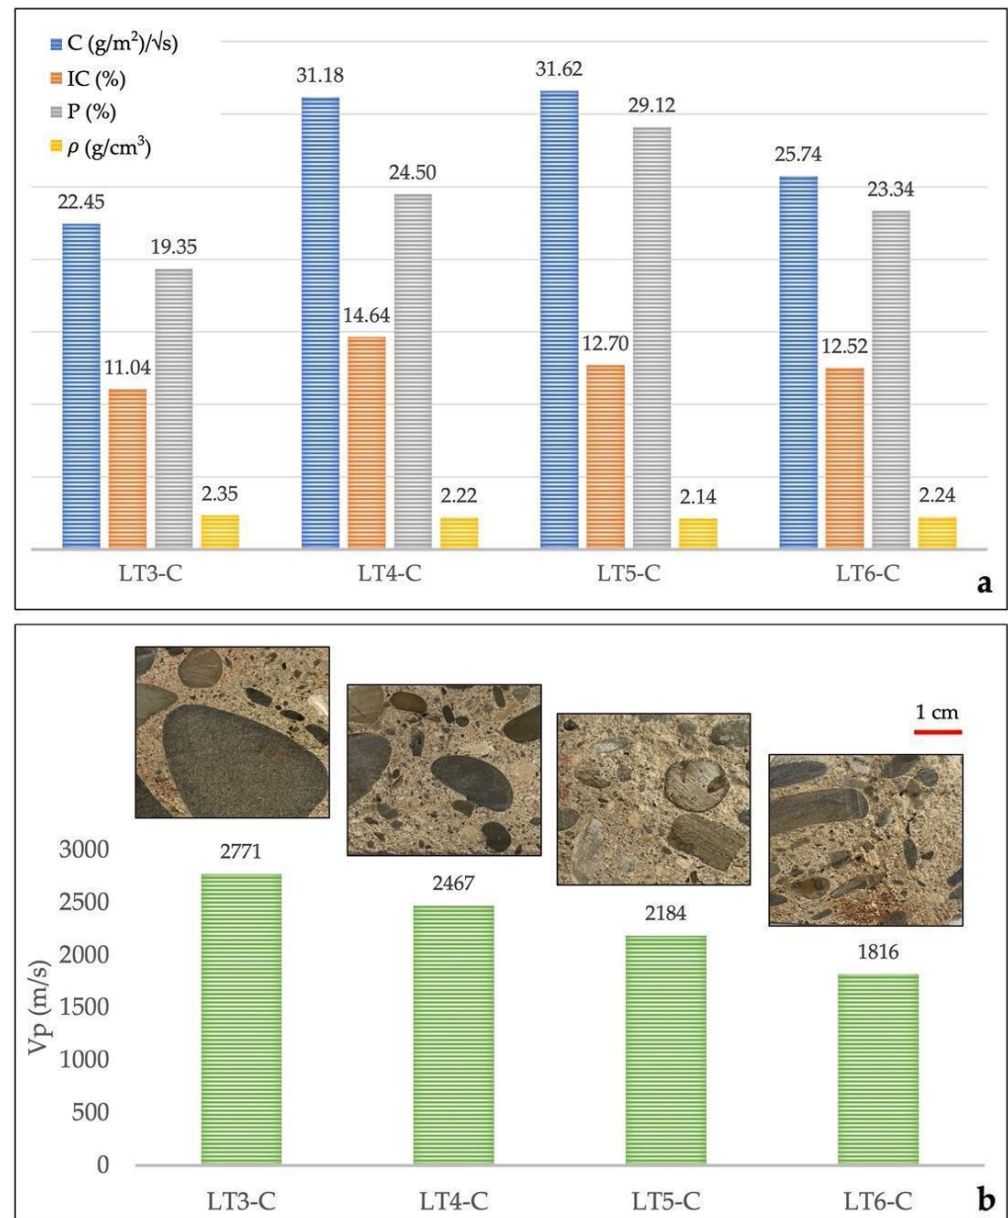 C (g/m²)/√s)
IC (%)
P (%)
ρ (g/cm³)
22.45
11.04
19.35
2.35
31.18
14.64
24.50
2.22
31.62
12.70
29.12
2.14
25.74
12.52
23.34
2.24
LT3-C LT4-C LT5-C LT6-C
a
1 cm
Vp (m/s)
3000
2500
2000
1500
1000
500
0
2771
2467
2184
1816
LT3-C LT4-C LT5-C LT6-C
b